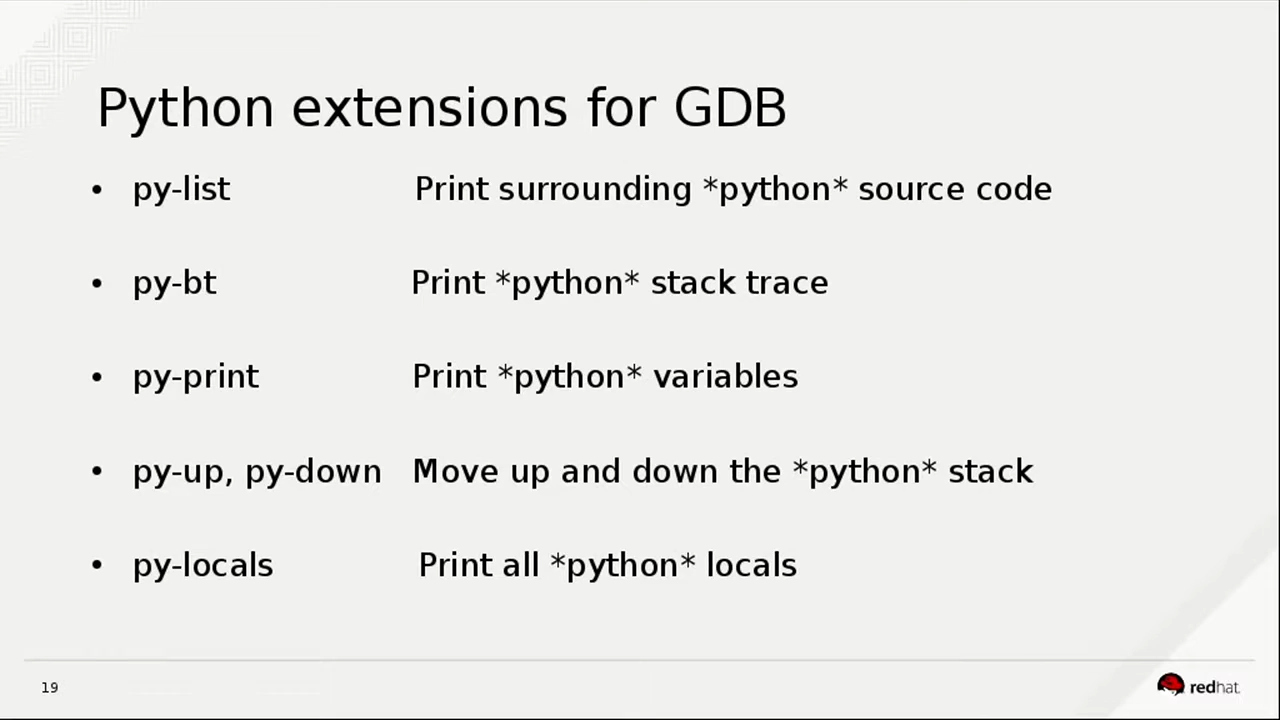 Python extensions for GDB
• py-list Print surrounding *python* source code
• py-bt Print *python* stack trace
• py-print Print *python* variables
• py-up, py-down Move up and down the *python* stack
• py-locals Print all *python* locals
19
redhat.